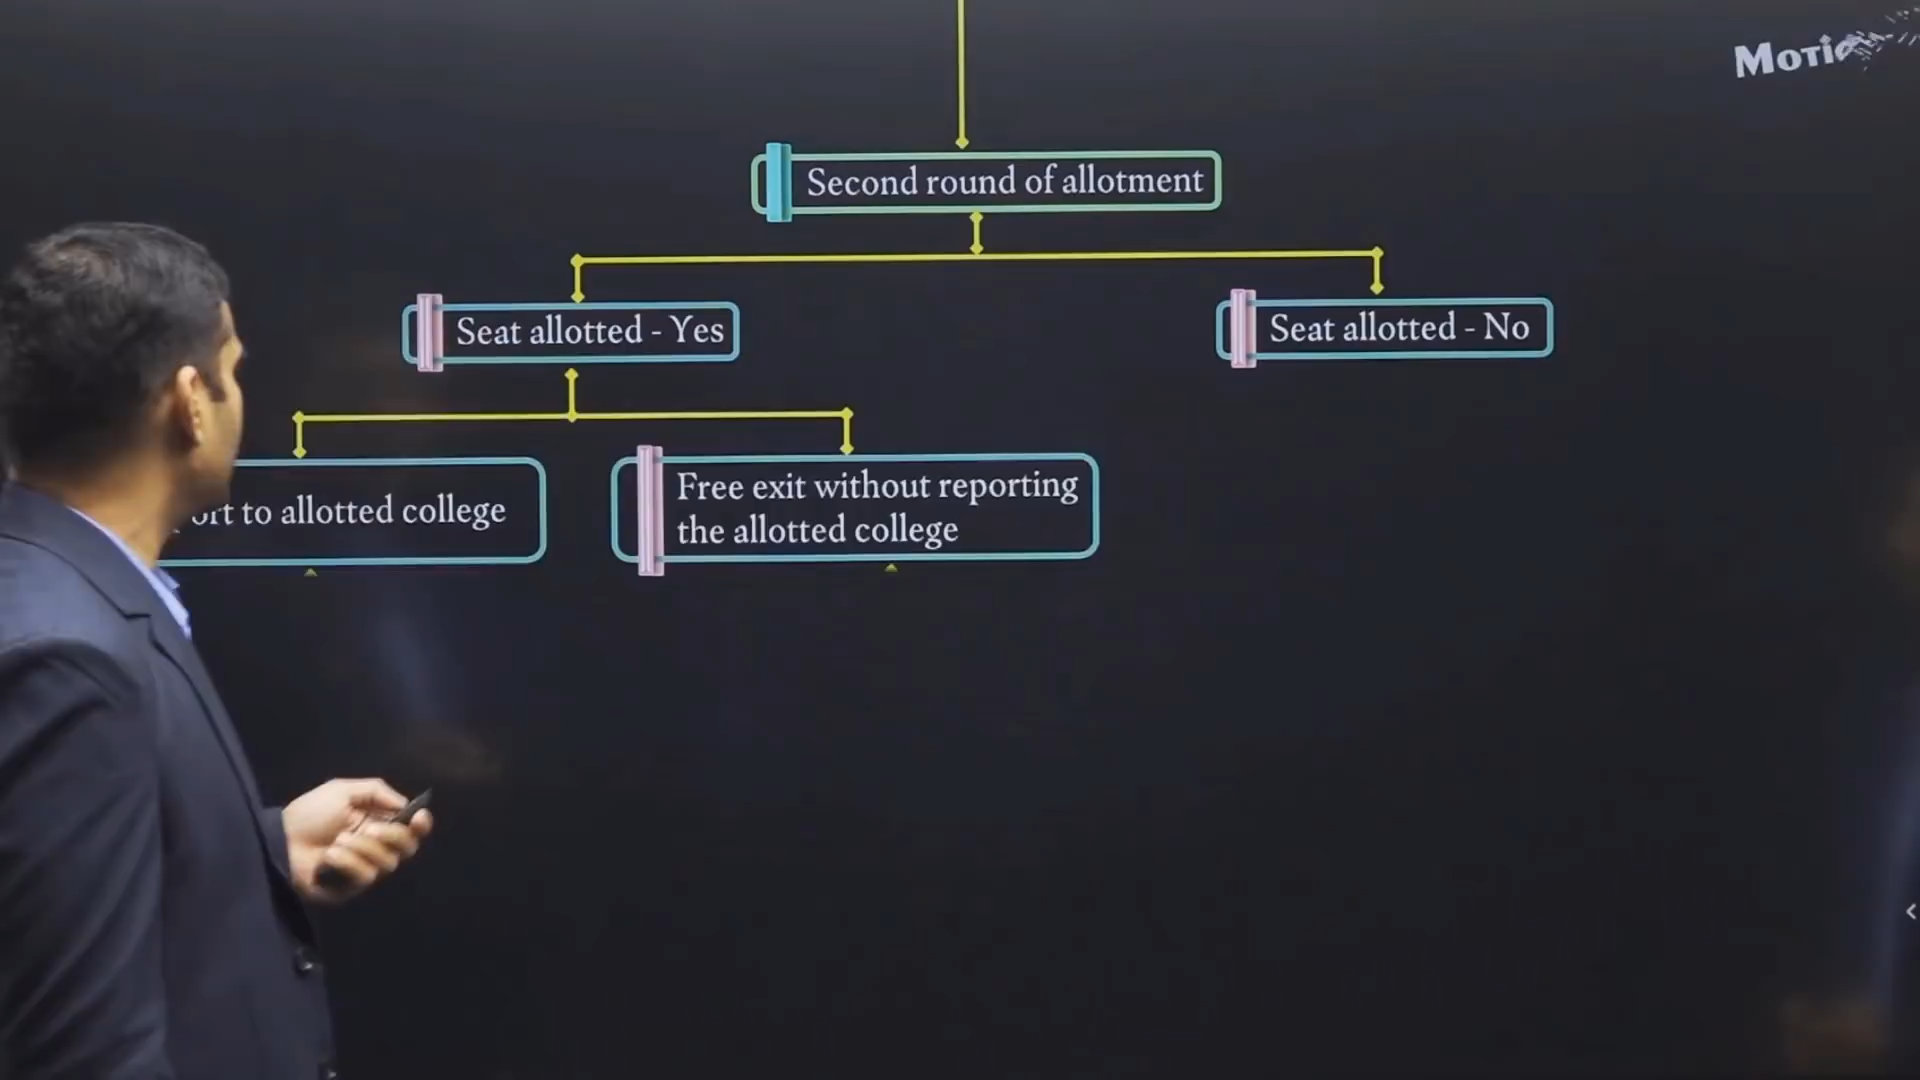 Second round of allotment
Seat allotted - Yes
Seat allotted - No
to allotted college
Free exit without reporting
the allotted college